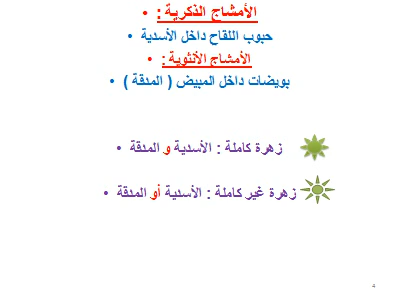 • الأمشاج الذكرية :
• حبوب اللقاح داخل الأسدية
• الأمشاج الأنثوية :
• بويضات داخل المبيض ( المدقة )
• زهرة كاملة : الأسدية و المدقة
• زهرة غير كاملة : الأسدية أو المدقة
4